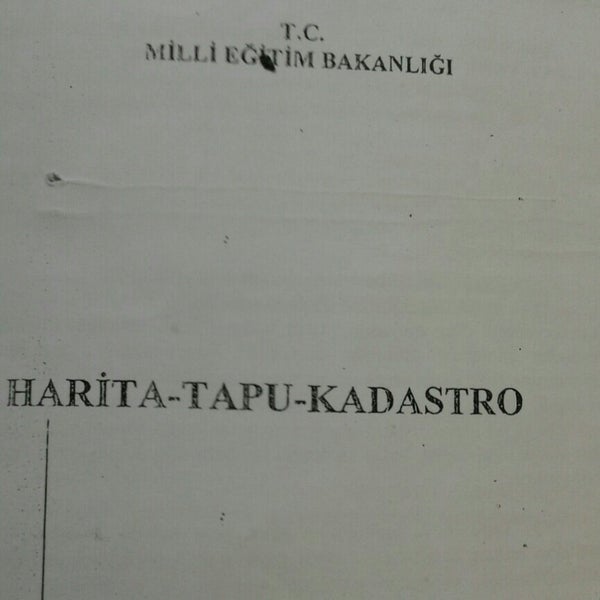 T.C.
MİLLİ EĞİTİM BAKANLIĞI
HARİTA-TAPU-KADASTRO